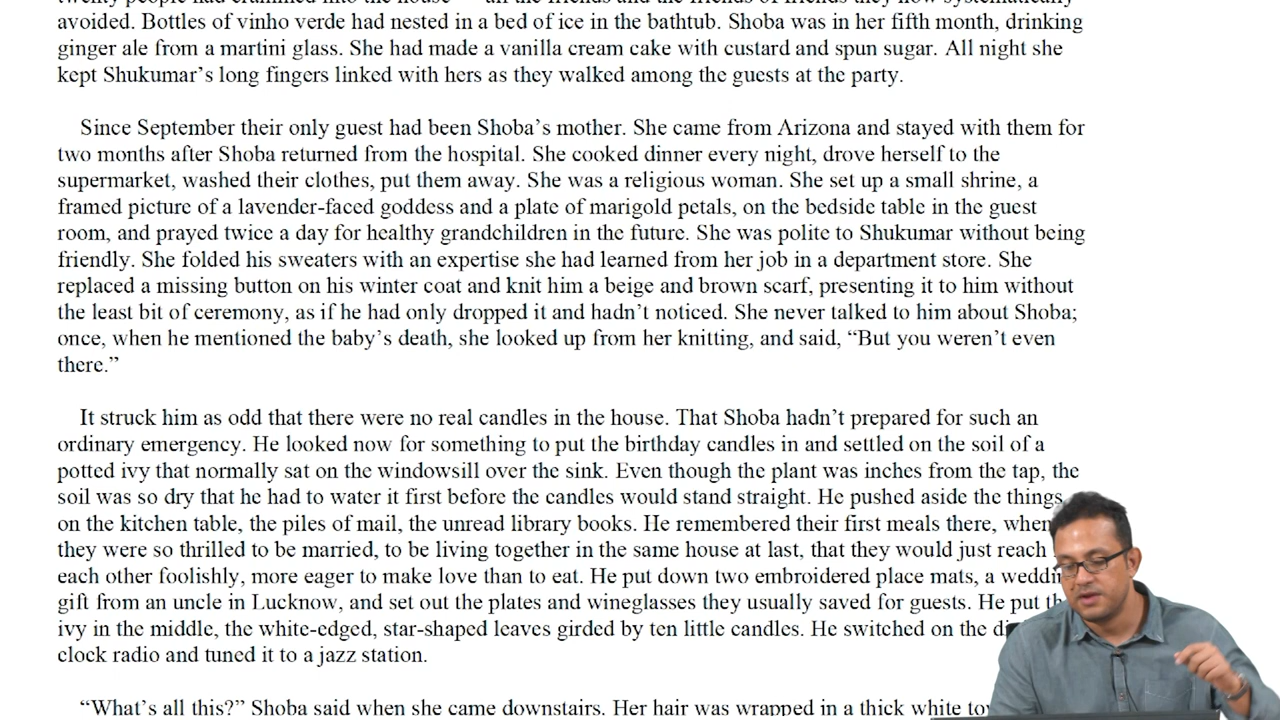 avoided. Bottles of vinho verde had nested in a bed of ice in the bathtub. Shoba was in her fifth month, drinking
ginger ale from a martini glass. She had made a vanilla cream cake with custard and spun sugar. All night she
kept Shukumar’s long fingers linked with hers as they walked among the guests at the party.
Since September their only guest had been Shoba’s mother. She came from Arizona and stayed with them for
two months after Shoba returned from the hospital. She cooked dinner every night, drove herself to the
supermarket, washed their clothes, put them away. She was a religious woman. She set up a small shrine, a
framed picture of a lavender-faced goddess and a plate of marigold petals, on the bedside table in the guest
room, and prayed twice a day for healthy grandchildren in the future. She was polite to Shukumar without being
friendly. She folded his sweaters with an expertise she had learned from her job in a department store. She
replaced a missing button on his winter coat and knit him a beige and brown scarf, presenting it to him without
the least bit of ceremony, as if he had only dropped it and hadn’t noticed. She never talked to him about Shoba;
once, when he mentioned the baby’s death, she looked up from her knitting, and said, “But you weren’t even
there.”
It struck him as odd that there were no real candles in the house. That Shoba hadn’t prepared for such an
ordinary emergency. He looked now for something to put the birthday candles in and settled on the soil of a
potted ivy that normally sat on the windowsill over the sink. Even though the plant was inches from the tap, the
soil was so dry that he had to water it first before the candles would stand straight. He pushed aside the things
on the kitchen table, the piles of mail, the unread library books. He remembered their first meals there, when
they were so thrilled to be married, to be living together in the same house at last, that they would just reach
each other foolishly, more eager to make love than to eat. He put down two embroidered place mats, a
gift from an uncle in Lucknow, and set out the plates and wineglasses they usually saved for guests. He put
ivy in the middle, the white-edged, star-shaped leaves girded by ten little candles. He switched on the
clock radio and tuned it to a jazz station.
“What’s all this?” Shoba said when she came downstairs. Her hair was wrapped in a thick white